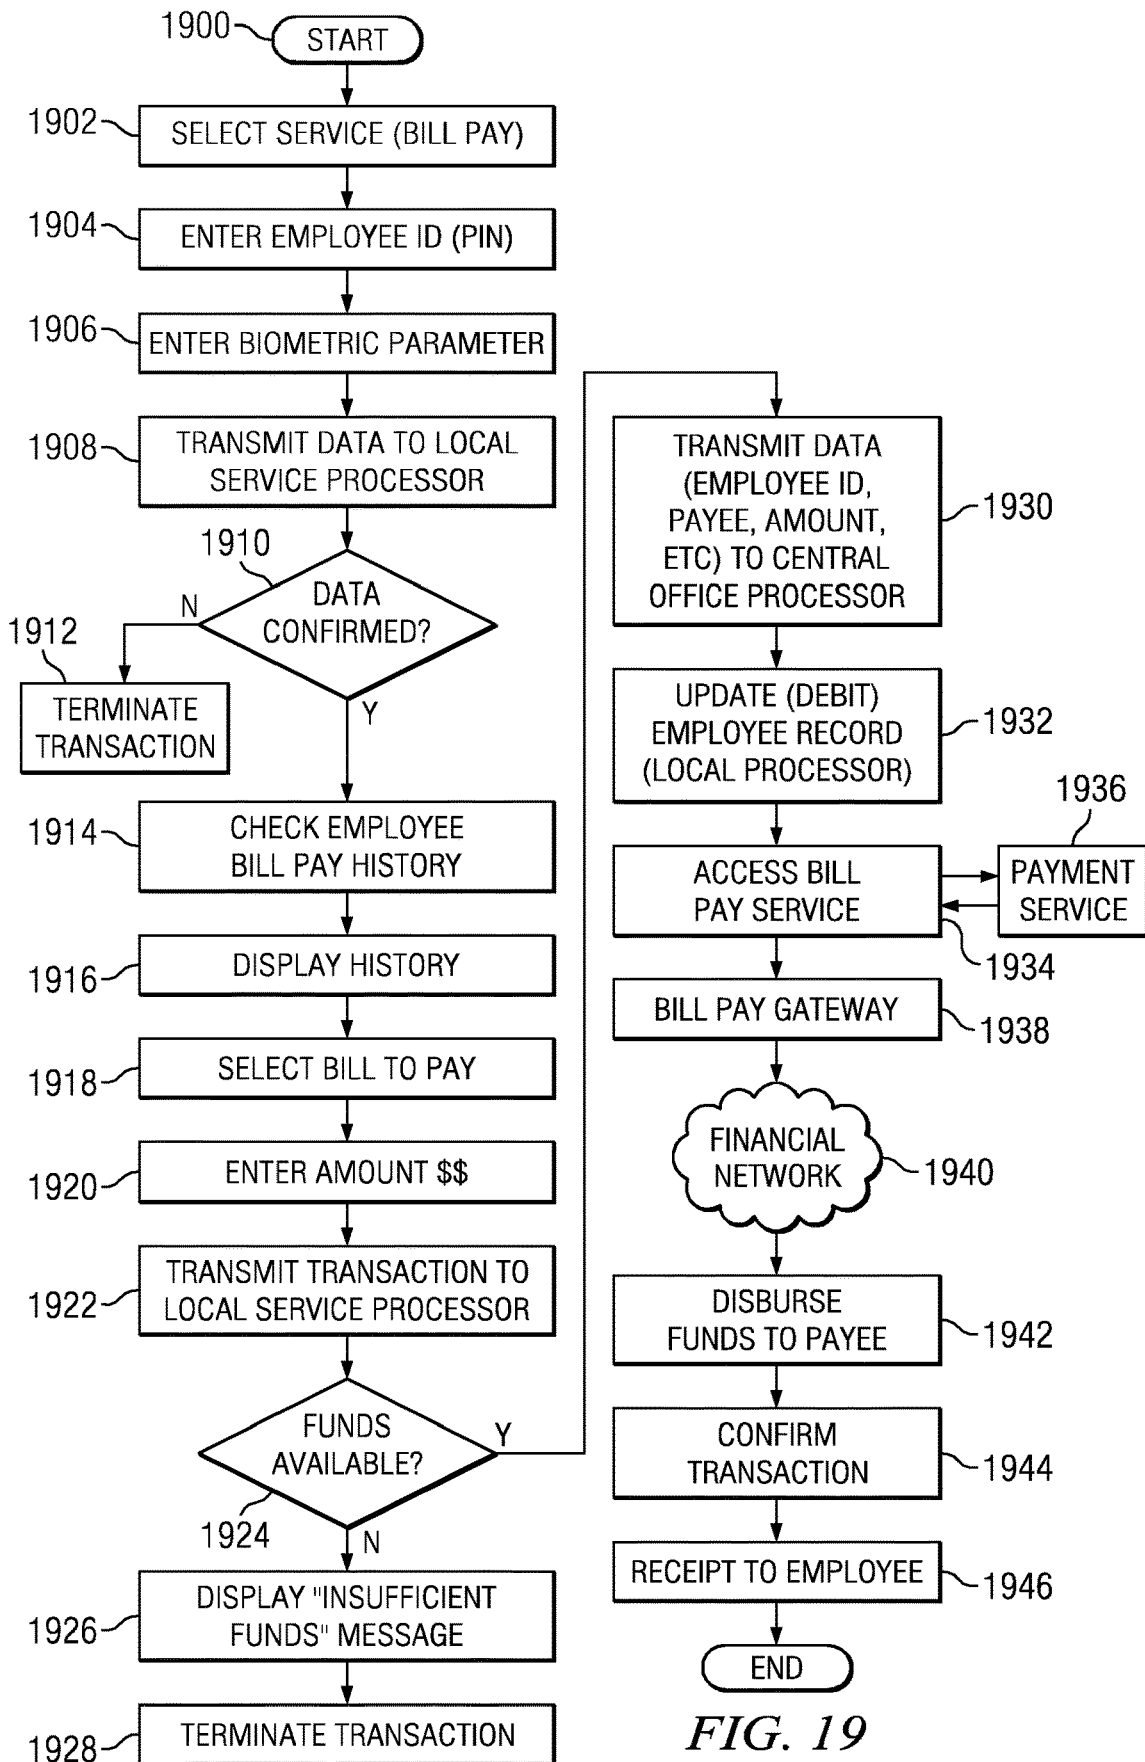 1900
START
1902
SELECT SERVICE (BILL PAY)
1904
ENTER EMPLOYEE ID (PIN)
1906
ENTER BIOMETRIC PARAMETER
1908
TRANSMIT DATA TO LOCAL
SERVICE PROCESSOR
1910
DATA
CONFIRMED?
N
Y
1912
TERMINATE
TRANSACTION
1914
CHECK EMPLOYEE
BILL PAY HISTORY
1916
DISPLAY HISTORY
1918
SELECT BILL TO PAY
1920
ENTER AMOUNT $$
1922
TRANSMIT TRANSACTION TO
LOCAL SERVICE PROCESSOR
FUNDS
AVAILABLE?
Y
1924
N
1926
DISPLAY "INSUFFICIENT
FUNDS" MESSAGE
1928
TERMINATE TRANSACTION
TRANSMIT DATA
(EMPLOYEE ID,
PAYEE, AMOUNT,
ETC) TO CENTRAL
OFFICE PROCESSOR
1930
UPDATE (DEBIT)
EMPLOYEE RECORD
(LOCAL PROCESSOR)
1932
ACCESS BILL
PAY SERVICE
1934
1936
PAYMENT
SERVICE
BILL PAY GATEWAY
1938
FINANCIAL
NETWORK
1940
DISBURSE
FUNDS TO PAYEE
1942
CONFIRM
TRANSACTION
1944
RECEIPT TO EMPLOYEE
1946
END
FIG. 19